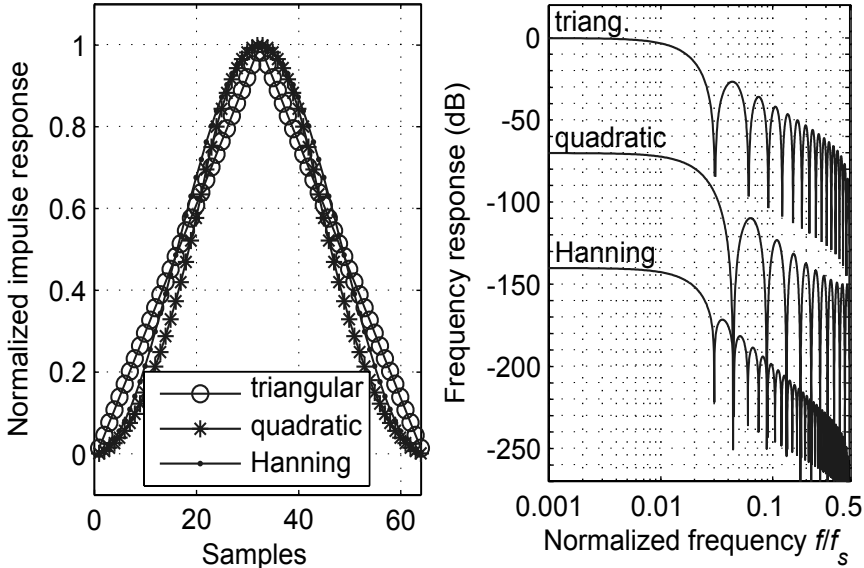 Normalized impulse response
1
0.8
0.6
0.4
0.2
0
triangular
quadratic
Hanning
0 20 40 60
Samples
Frequency response (dB)
0
-50
-100
-150
-200
-250
triang.
quadratic
Hanning
0.001 0.01 0.1 0.5
Normalized frequency f/fs